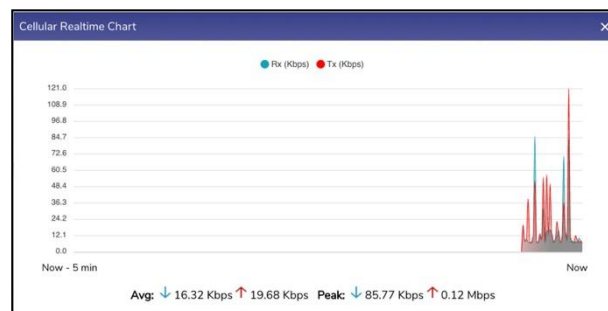 Cellular Realtime Chart ×
Rx (Kbps) Tx (Kbps)
121.0
108.9
96.8
84.7
72.6
60.5
48.4
36.3
24.2
12.1
0.0
Now - 5 min Now
Avg: ↓ 16.32 Kbps ↑ 19.68 Kbps Peak: ↓ 85.77 Kbps ↑ 0.12 Mbps